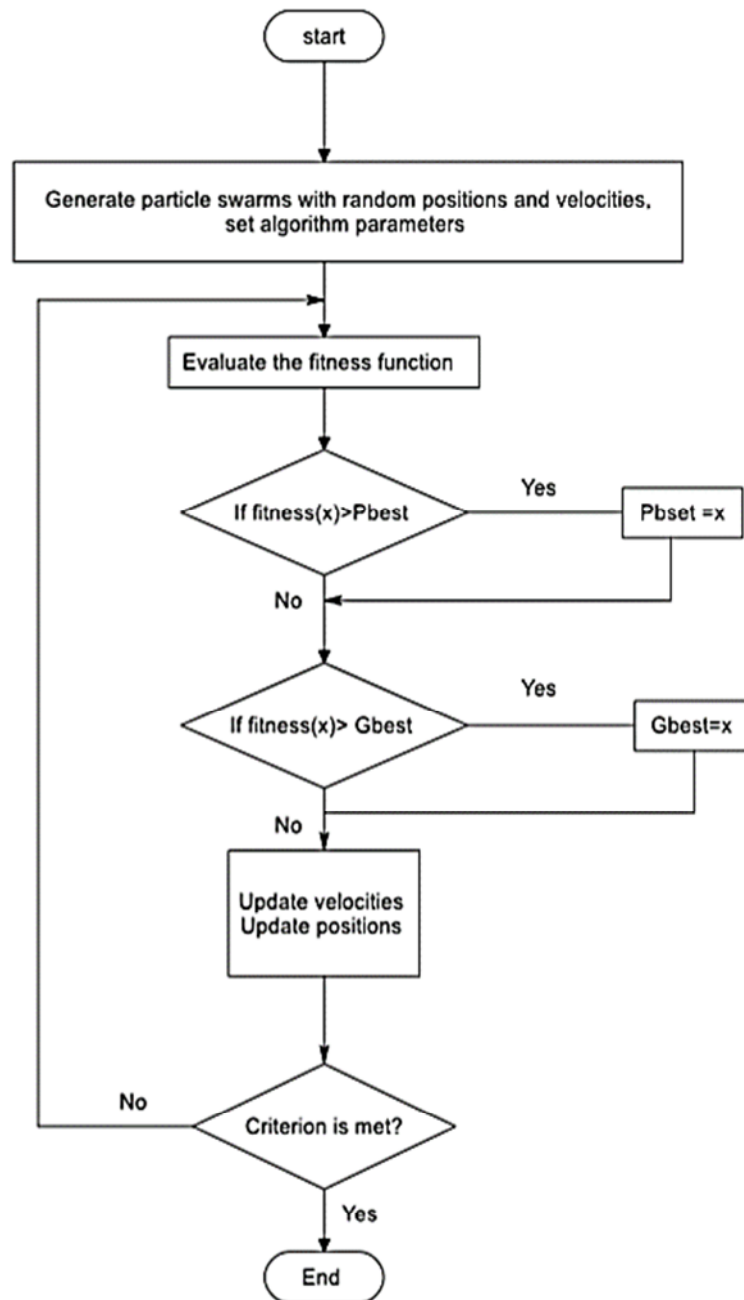 start
Generate particle swarms with random positions and velocities,
set algorithm parameters
Evaluate the fitness function
If fitness(x)>Pbest
Yes
Pbset =x
No
If fitness(x)> Gbest
Yes
Gbest=x
No
Update velocities
Update positions
No
Criterion is met?
Yes
End